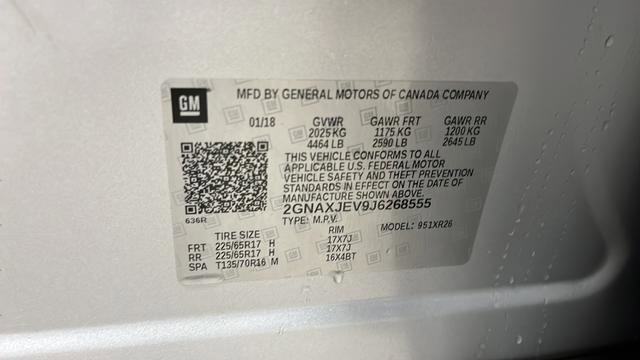 GM
MFD BY GENERAL MOTORS OF CANADA COMPANY
01/18 GVWR GAWR FRT GAWR RR
2025 KG 1175 KG 1200 KG
4464 LB 2590 LB 2645 LB
THIS VEHICLE CONFORMS TO ALL
APPLICABLE U.S. FEDERAL MOTOR
VEHICLE SAFETY AND THEFT PREVENTION
STANDARDS IN EFFECT ON THE DATE OF
MANUFACTURE SHOWN ABOVE.
2GNAXJEV9J6268555
636R TYPE: M.P.V. MODEL: 951XR26
TIRE SIZE RIM
FRT 225/65R17 H 17X7J
RR 225/65R17 H 17X7J
SPA T135/70R16 M 16X4BT